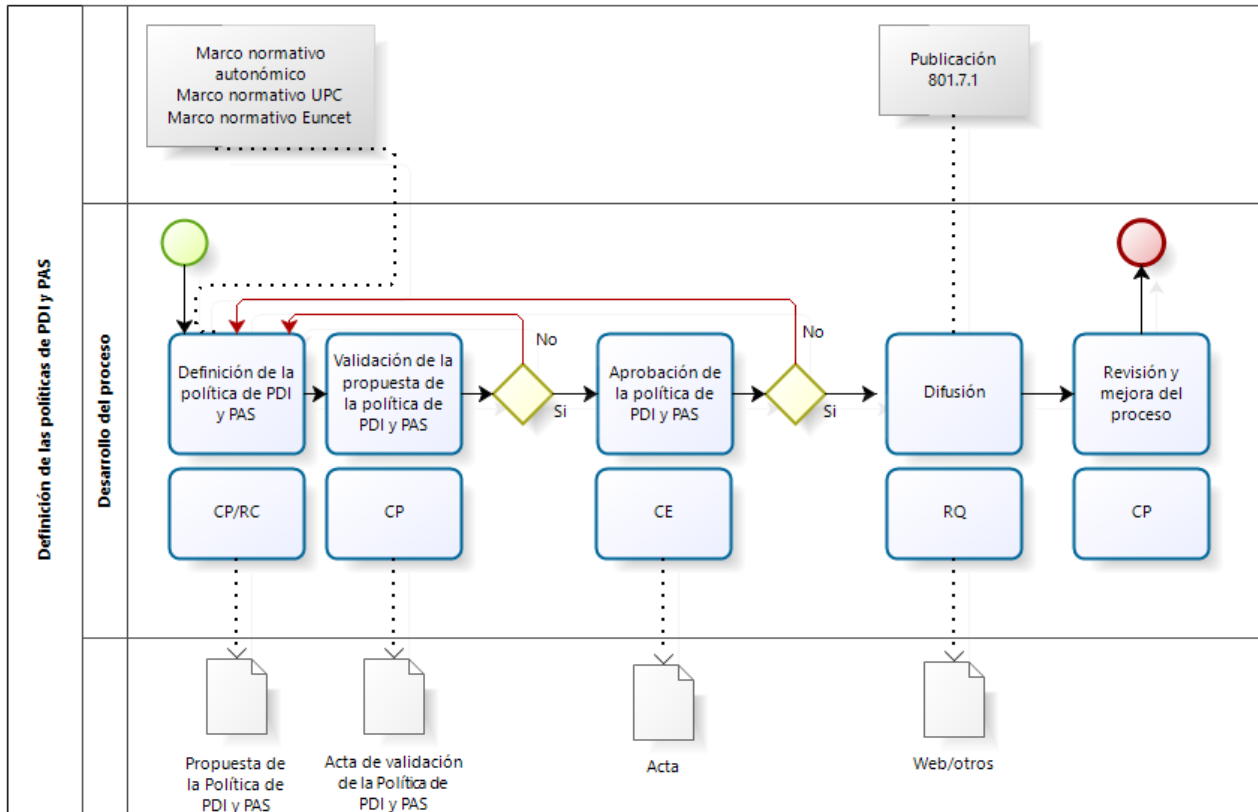 Definición de las políticas de PDI y PAS
Desarrollo del proceso
Marco normativo
autonómico
Marco normativo UPC
Marco normativo Euncet
Publicación
801.7.1
Definición de la
política de PDI
y PAS
Validación de la
propuesta de
la política de
PDI y PAS
No
Si
Aprobación de
la política de
PDI y PAS
No
Si
Difusión
Revisión y
mejora del
proceso
CP/RC
CP
CE
RQ
CP
Propuesta de
la Política de
PDI y PAS
Acta de validación
de la Política de
PDI y PAS
Acta
Web/otros